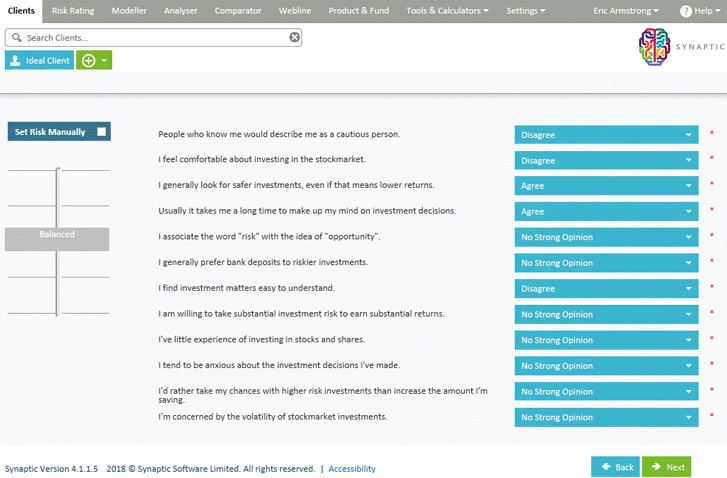 Clients Risk Rating Modeller Analyser Comparator Webline Product & Fund Tools & Calculators Settings Eric Armstrong Help
Search Clients...
SYNAPTIC
Ideal Client
Set Risk Manually
Balanced
People who know me would describe me as a cautious person. Disagree *
I feel comfortable about investing in the stockmarket. Disagree *
I generally look for safer investments, even if that means lower returns. Agree *
Usually it takes me a long time to make up my mind on investment decisions. Agree *
I associate the word "risk" with the idea of "opportunity". No Strong Opinion *
I generally prefer bank deposits to riskier investments. No Strong Opinion *
I find investment matters easy to understand. Disagree *
I am willing to take substantial investment risk to earn substantial returns. No Strong Opinion *
I've little experience of investing in stocks and shares. No Strong Opinion *
I tend to be anxious about the investment decisions I've made. No Strong Opinion *
I'd rather take my chances with higher risk investments than increase the amount I'm
saving. No Strong Opinion *
I'm concerned by the volatility of stockmarket investments. No Strong Opinion *
Synaptic Version 4.1.1.5 2018 © Synaptic Software Limited. All rights reserved. | Accessibility
Back Next